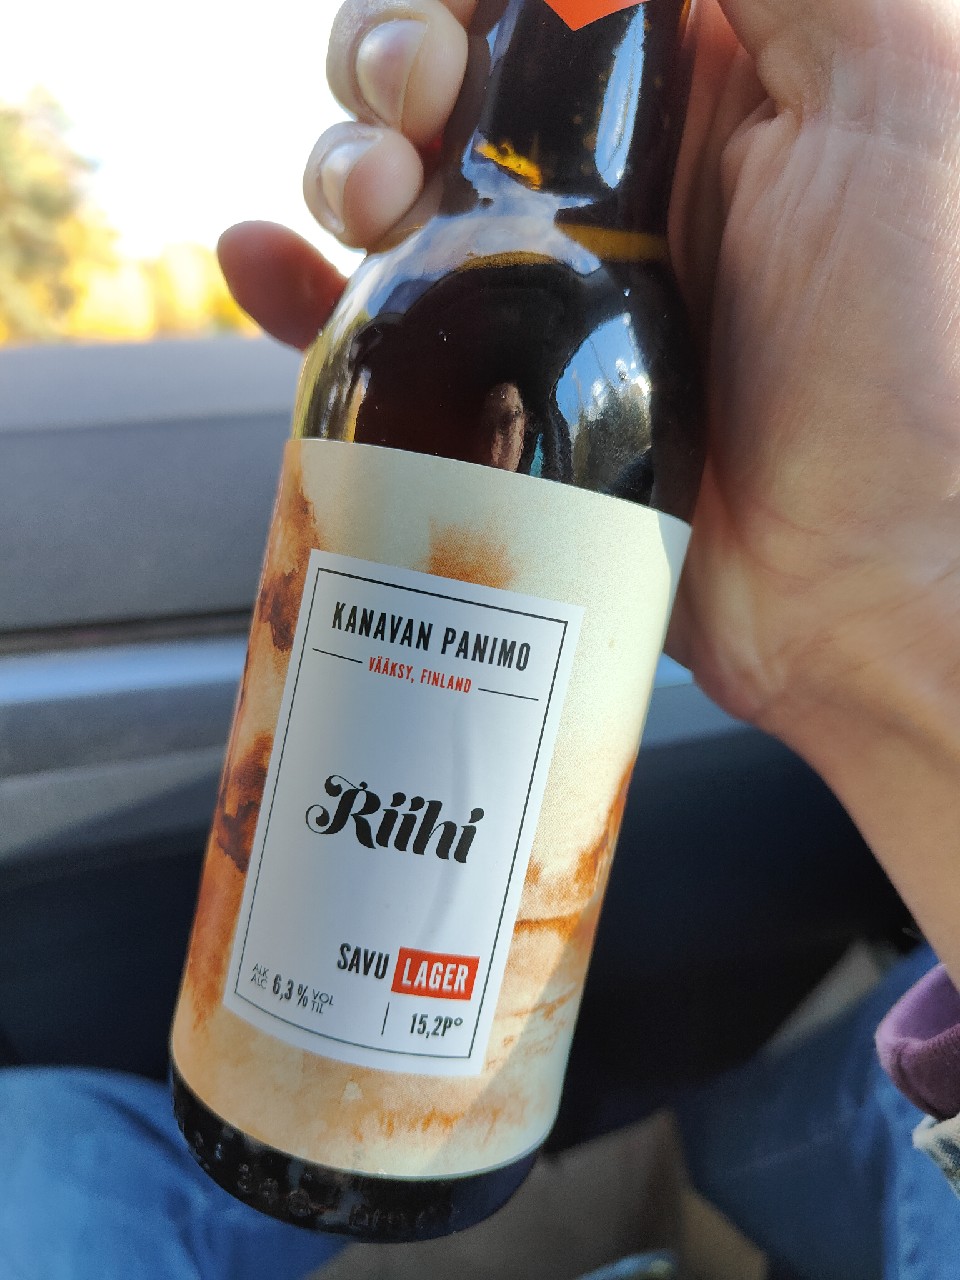 KANAVAN PANIMO
VÄÄKSY, FINLAND
Riihi
SAVU LAGER
ALK
ALC 6,3 % VOL
TIL
15,2P°